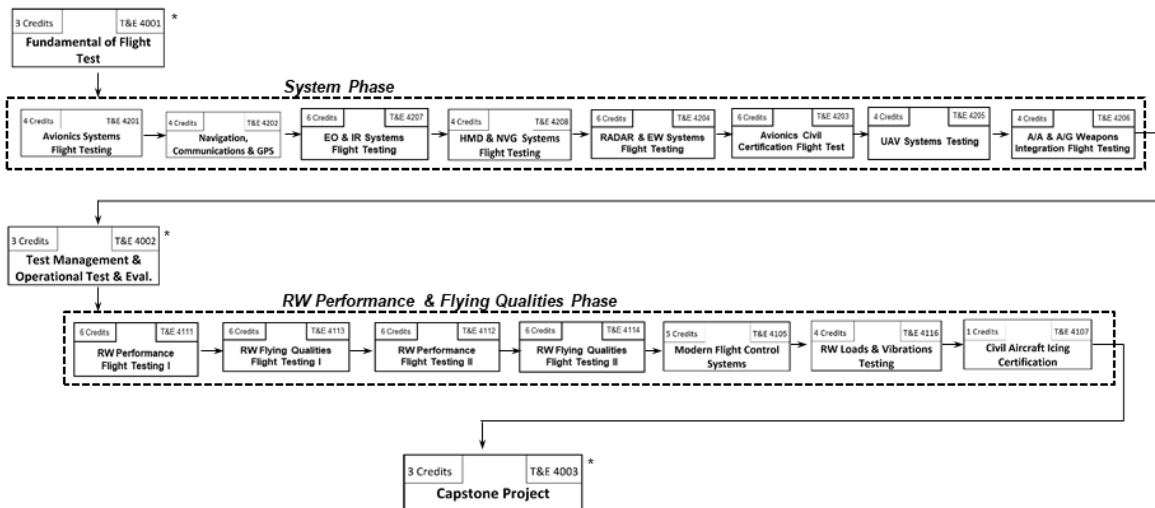 3 Credits T&E 4001 *
Fundamental of Flight
Test
System Phase
4 Credits T&E 4201
Avionics Systems
Flight Testing
4 Credits T&E 4202
Navigation,
Communications & GPS
6 Credits T&E 4207
EO & IR Systems
Flight Testing
4 Credits T&E 4208
HMD & NVG Systems
Flight Testing
6 Credits T&E 4204
RADAR & EW Systems
Flight Testing
6 Credits T&E 4203
Avionics Civil
Certification Flight Test
4 Credits T&E 4205
UAV Systems Testing
4 Credits T&E 4206
A/A & A/G Weapons
Integration Flight Testing
3 Credits T&E 4002 *
Test Management &
Operational Test & Eval.
RW Performance & Flying Qualities Phase
6 Credits T&E 4111
RW Performance
Flight Testing I
6 Credits T&E 4113
RW Flying Qualities
Flight Testing I
6 Credits T&E 4112
RW Performance
Flight Testing II
6 Credits T&E 4114
RW Flying Qualities
Flight Testing II
5 Credits T&E 4105
Modern Flight Control
Systems
4 Credits T&E 4116
RW Loads & Vibrations
Testing
1 Credits T&E 4107
Civil Aircraft Icing
Certification
3 Credits T&E 4003 *
Capstone Project